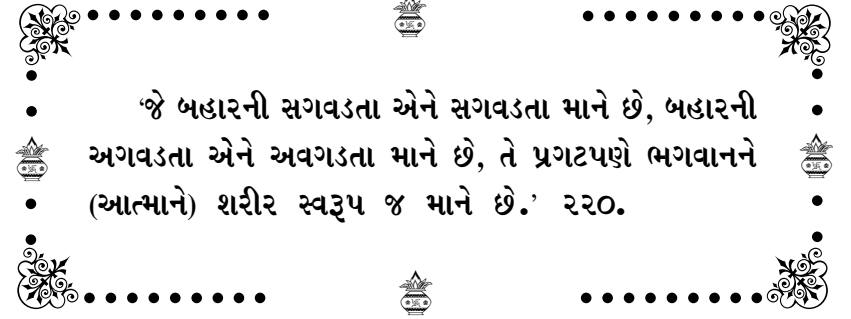 ‘જે બહારની સગવડતા એને સગવડતા માને છે, બહારની
અગવડતા એને અવગડતા માને છે, તે પ્રગટપણે ભગવાનને
(આત્માને) શરીર સ્વરૂપ જ માને છે.’ ૨૨૦.